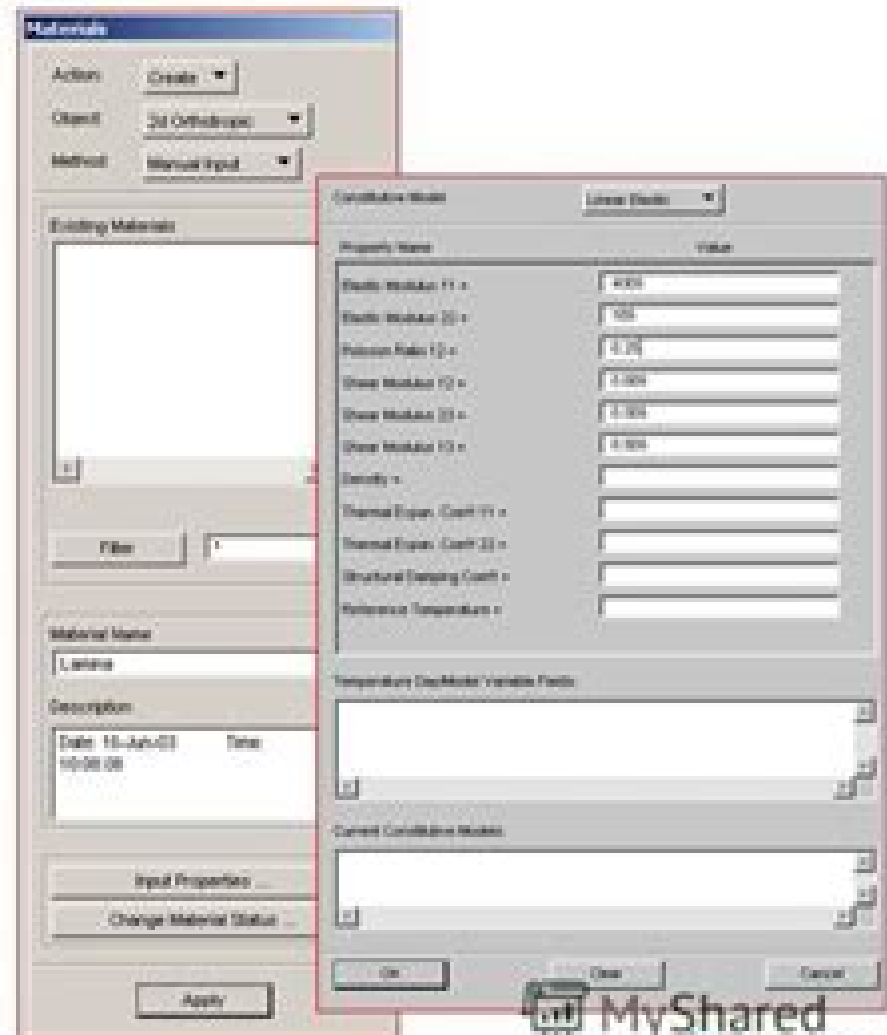 Materials
Action: Create
Object: 2d Orthotropic
Method: Manual Input
Existing Materials
Filter *
Material Name
Lamina
Description
Date: 16-Jun-03 Time:
10:08:08
Input Properties ...
Change Material Status ...
Apply
Constitutive Model: Linear Elastic
Property Name Value
Elastic Modulus 11 =
Elastic Modulus 22 =
Poisson Ratio 12 = 0.25
Shear Modulus 12 =
Shear Modulus 23 =
Shear Modulus 13 =
Density =
Thermal Expan. Coeff 11 =
Thermal Expan. Coeff 22 =
Structural Damping Coeff =
Reference Temperature =
Temperature Dep/Model Variable Fields:
Current Constitutive Models:
OK Clear Cancel
MyShared